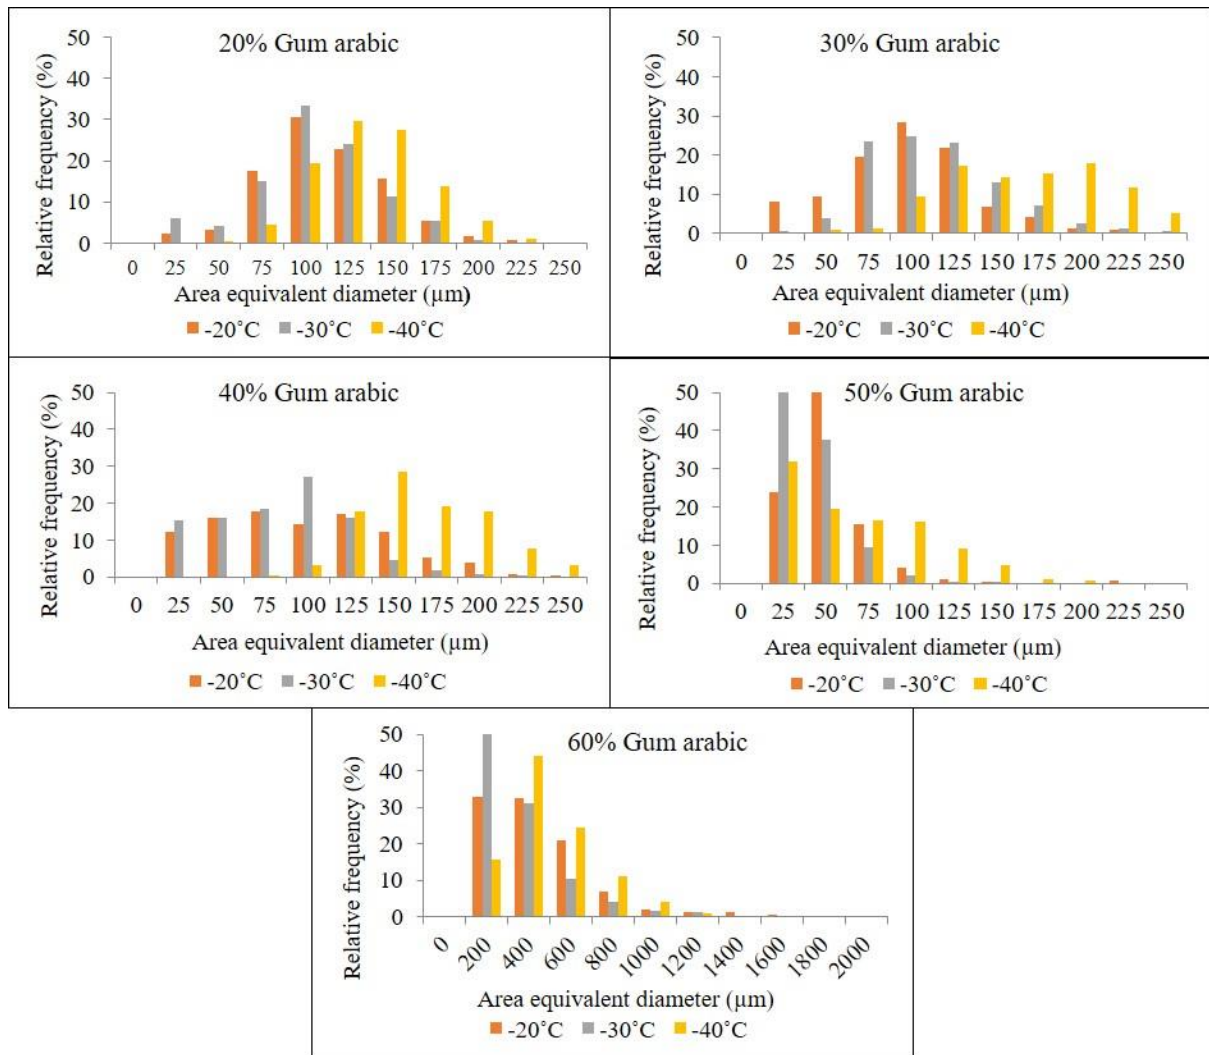 20% Gum arabic
Relative frequency (%)
50
40
30
20
10
0
0 25 50 75 100 125 150 175 200 225 250
Area equivalent diameter (µm)
-20˚C -30˚C -40˚C
30% Gum arabic
Relative frequency (%)
50
40
30
20
10
0
0 25 50 75 100 125 150 175 200 225 250
Area equivalent diameter (µm)
-20˚C -30˚C -40˚C
40% Gum arabic
Relative frequency (%)
50
40
30
20
10
0
0 25 50 75 100 125 150 175 200 225 250
Area equivalent diameter (µm)
-20˚C -30˚C -40˚C
50% Gum arabic
Relative frequency (%)
50
40
30
20
10
0
0 25 50 75 100 125 150 175 200 225 250
Area equivalent diameter (µm)
-20˚C -30˚C -40˚C
60% Gum arabic
Relative frequency (%)
50
40
30
20
10
0
0 200 400 600 800 1000 1200 1400 1600 1800 2000
Area equivalent diameter (µm)
-20˚C -30˚C -40˚C